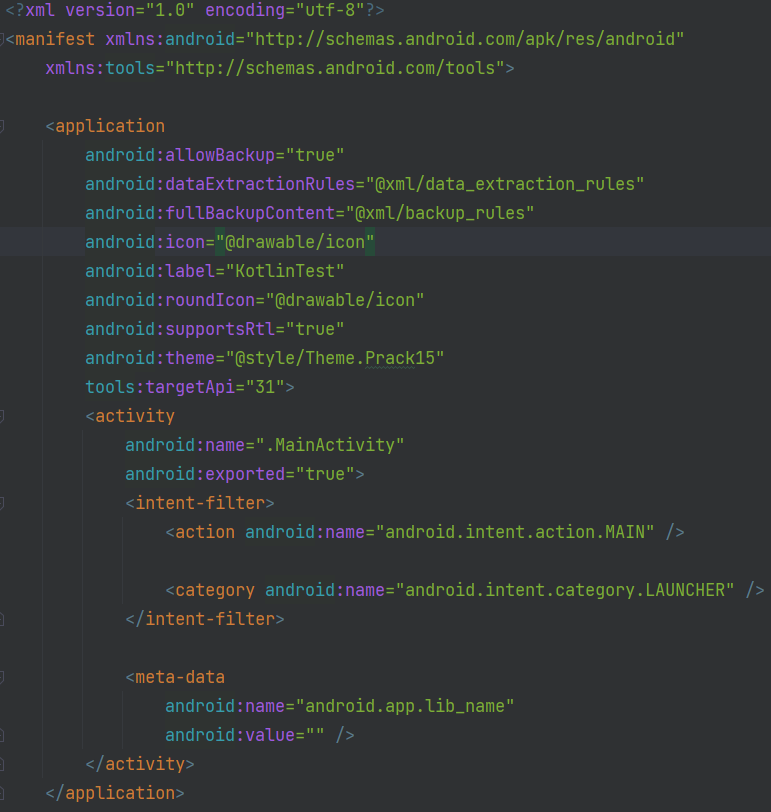 <?xml version="1.0" encoding="utf-8"?>
<manifest xmlns:android="http://schemas.android.com/apk/res/android"
xmlns:tools="http://schemas.android.com/tools">
<application
android:allowBackup="true"
android:dataExtractionRules="@xml/data_extraction_rules"
android:fullBackupContent="@xml/backup_rules"
android:icon="@drawable/icon"
android:label="KotlinTest"
android:roundIcon="@drawable/icon"
android:supportsRtl="true"
android:theme="@style/Theme.Prack15"
tools:targetApi="31">
<activity
android:name=".MainActivity"
android:exported="true">
<intent-filter>
<action android:name="android.intent.action.MAIN" />
<category android:name="android.intent.category.LAUNCHER" />
</intent-filter>
<meta-data
android:name="android.app.lib_name"
android:value="" />
</activity>
</application>